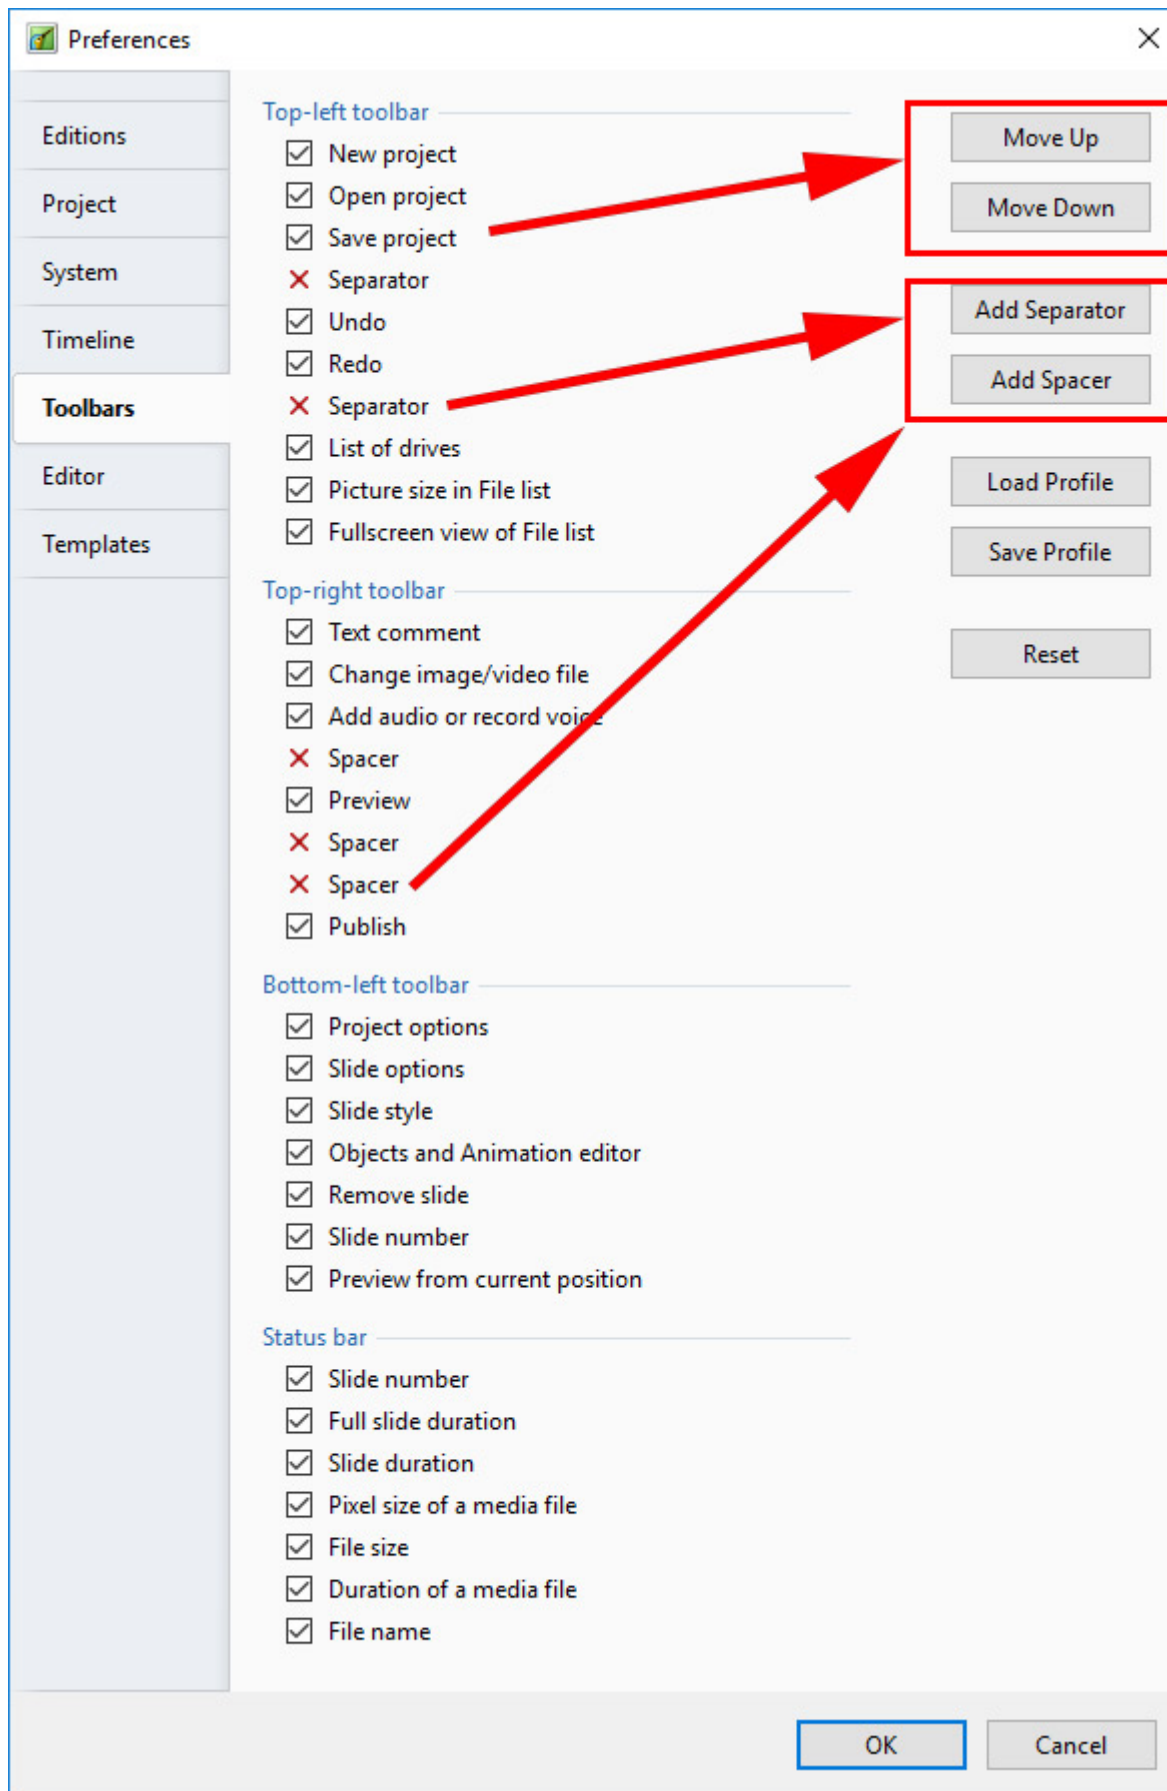 Preferences
Editions
Project
System
Timeline
Toolbars
Editor
Templates
Top-left toolbar
New project
Open project
Save project
Separator
Undo
Redo
Separator
List of drives
Picture size in File list
Fullscreen view of File list
Top-right toolbar
Text comment
Change image/video file
Add audio or record voice
Spacer
Preview
Spacer
Spacer
Publish
Bottom-left toolbar
Project options
Slide options
Slide style
Objects and Animation editor
Remove slide
Slide number
Preview from current position
Status bar
Slide number
Full slide duration
Slide duration
Pixel size of a media file
File size
Duration of a media file
File name
Move Up
Move Down
Add Separator
Add Spacer
Load Profile
Save Profile
Reset
OK
Cancel